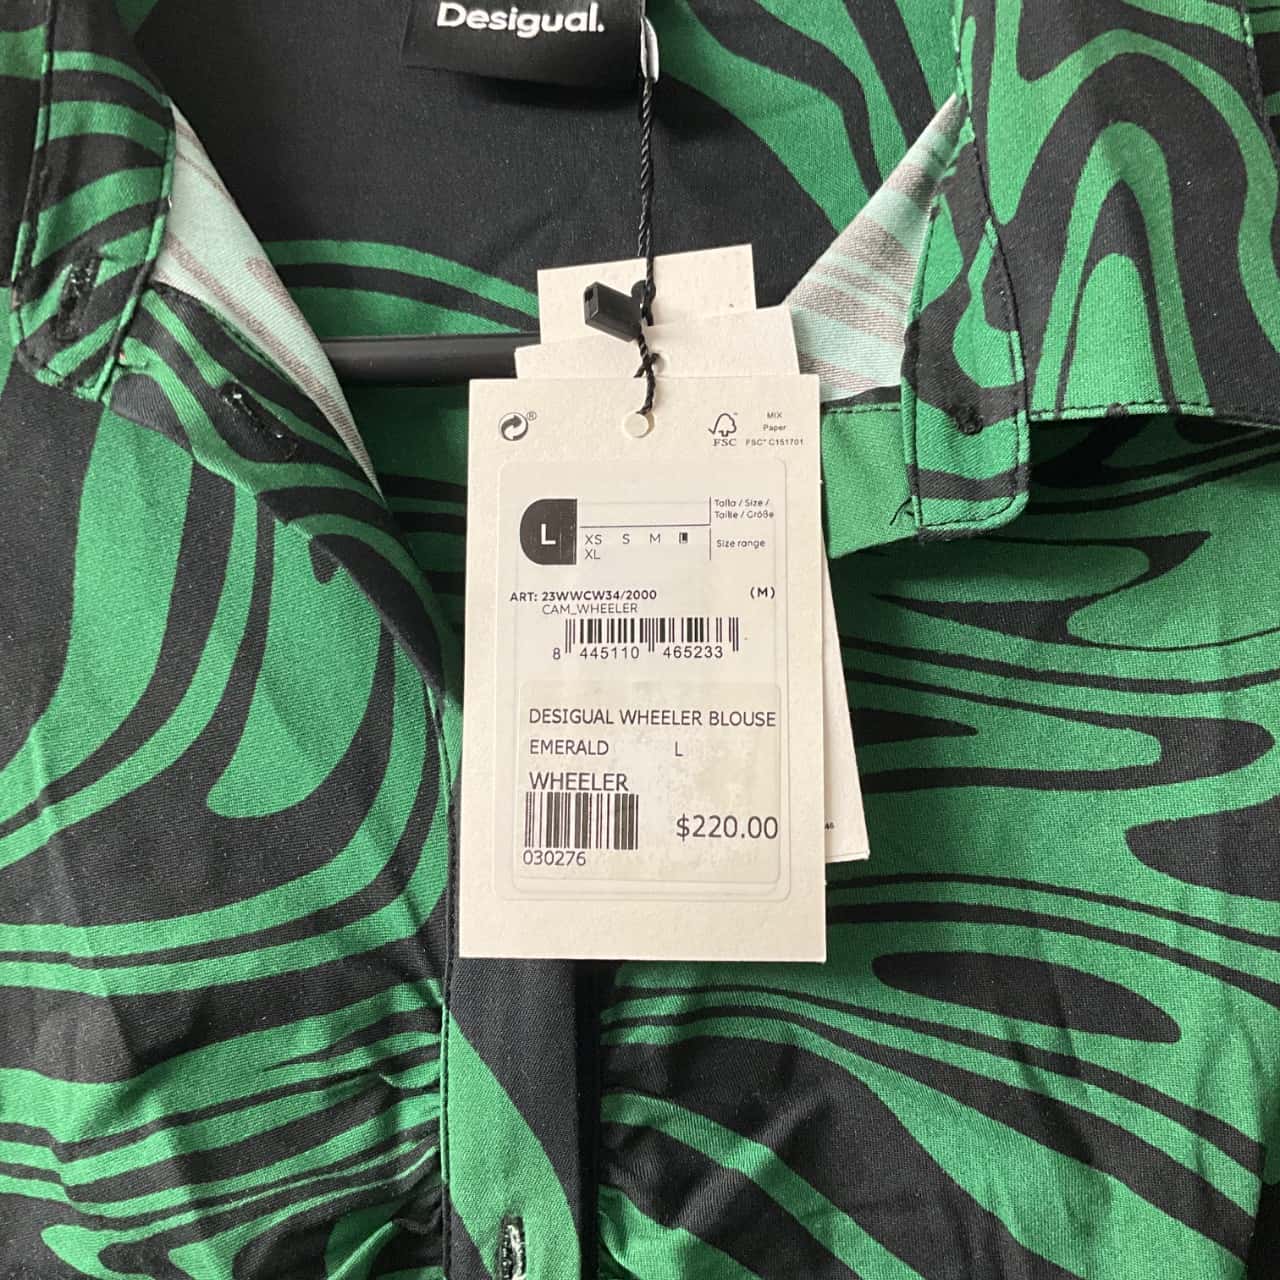 Desigual.
MIX
Paper
FSC
FSC® C151701
L
Talla / Size /
Taille / Größe
XS S M L
XL
Size range
ART: 23WWCW34/2000 (M)
CAM_WHEELER
8 445110 465233
DESIGUAL WHEELER BLOUSE
EMERALD L
WHEELER
$220.00
030276